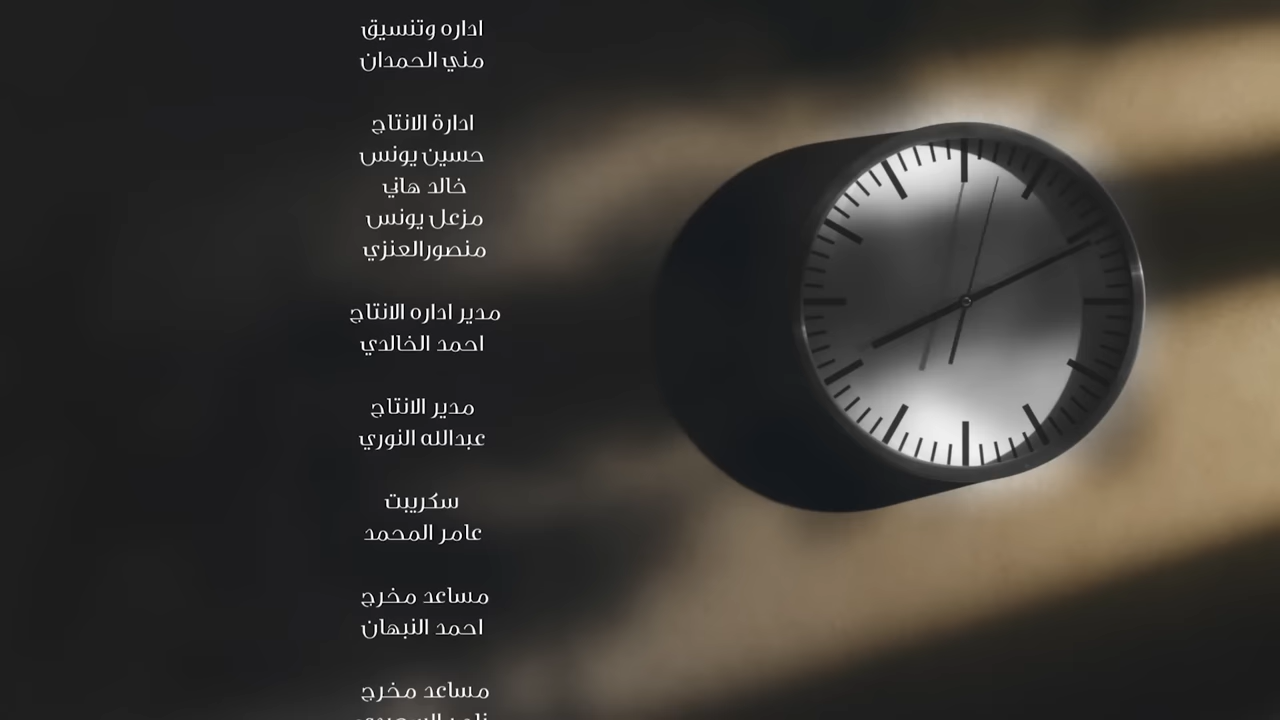 اداره وتنسيق
مني الحمدان
ادارة الانتاج
حسين يونس
خالد هاني
مزعل يونس
منصورالعنزي
مدير اداره الانتاج
احمد الخالدي
مدير الانتاج
عبدالله النوري
سكريبت
عامر المحمد
مساعد مخرج
احمد النبهان
مساعد مخرج